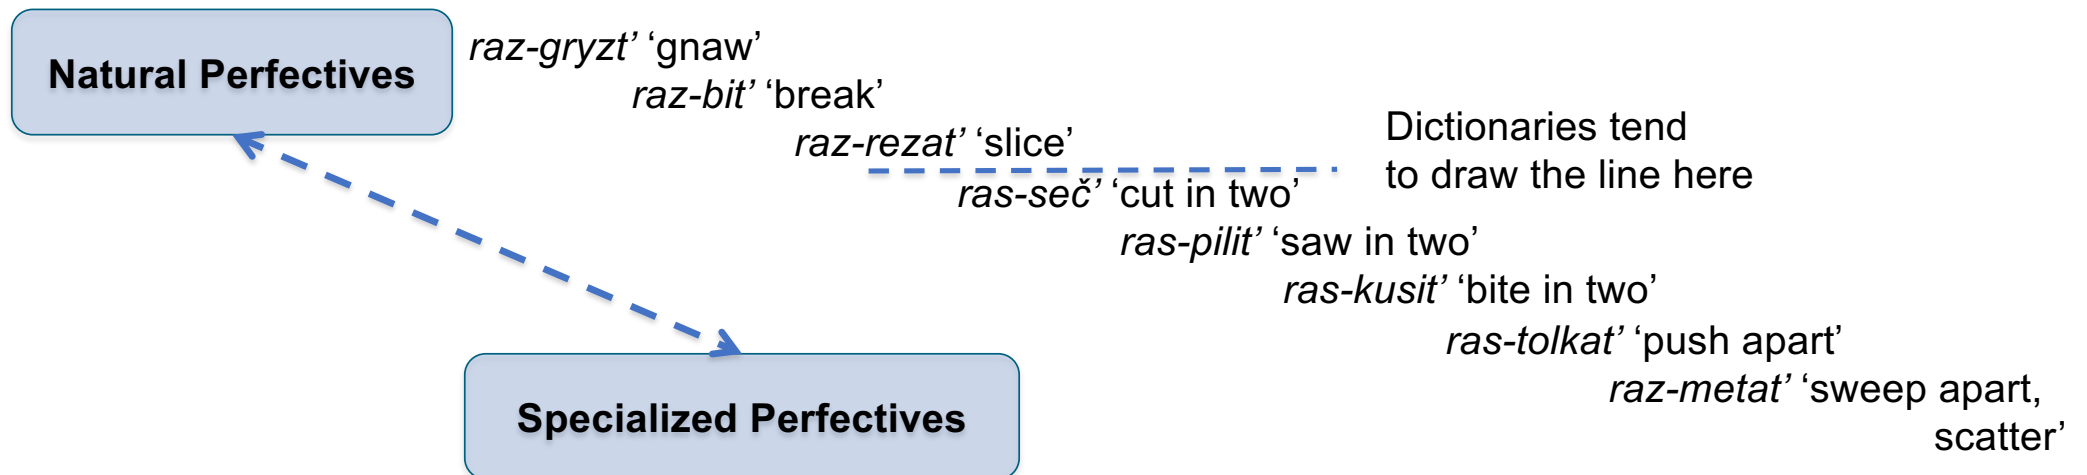 Natural Perfectives
raz-gryzt’ ‘gnaw’
raz-bit’ ‘break’
raz-rezat’ ‘slice’
Dictionaries tend
to draw the line here
ras-seč’ ‘cut in two’
ras-pilit’ ‘saw in two’
ras-kusit’ ‘bite in two’
ras-tolkat’ ‘push apart’
raz-metat’ ‘sweep apart,
scatter’
Specialized Perfectives